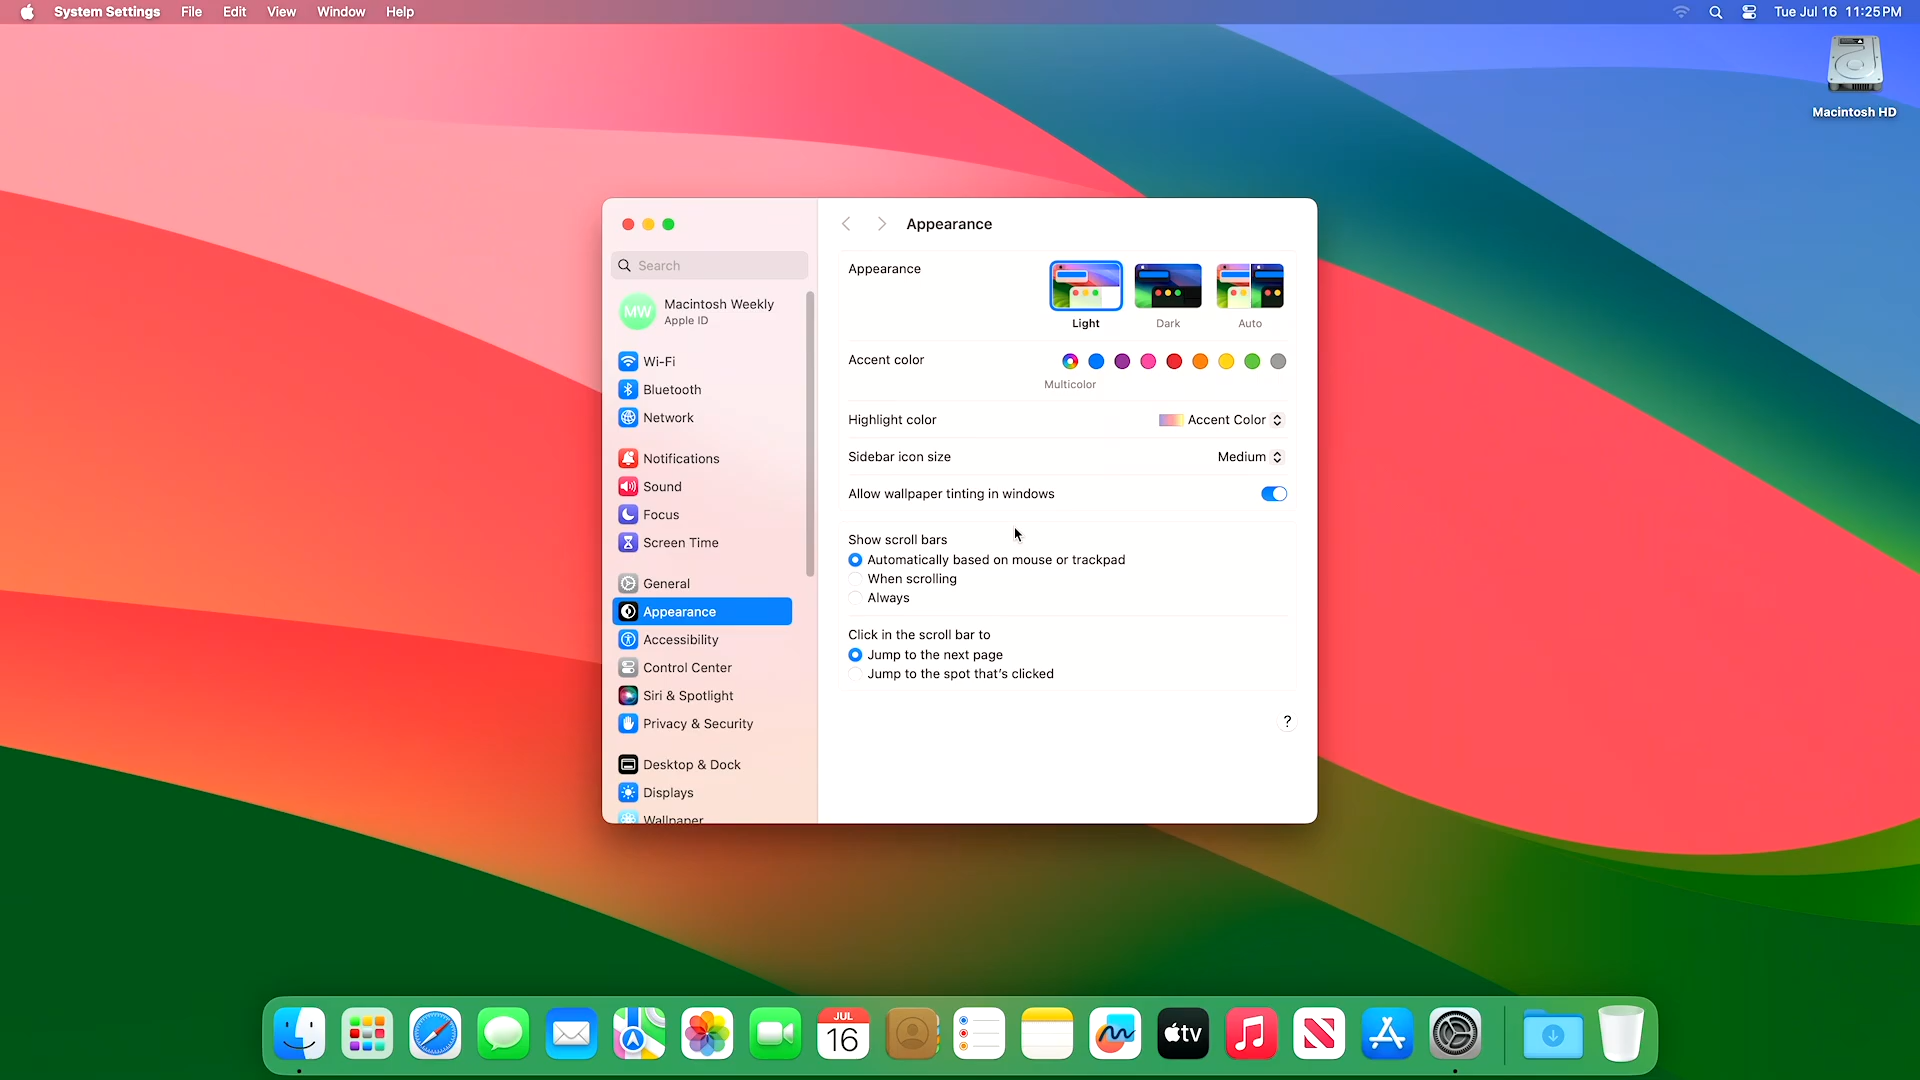 System Settings File Edit View Window Help Tue Jul 16 11:25 PM
Macintosh HD
Search
Macintosh Weekly
MW
Apple ID
Wi-Fi
Bluetooth
Network
Notifications
Sound
Focus
Screen Time
General
Appearance
Accessibility
Control Center
Siri & Spotlight
Privacy & Security
Desktop & Dock
Displays
Wallpaper
Appearance
Appearance
Light Dark Auto
Accent color
Multicolor
Highlight color Accent Color
Sidebar icon size Medium
Allow wallpaper tinting in windows
Show scroll bars
Automatically based on mouse or trackpad
When scrolling
Always
Click in the scroll bar to
Jump to the next page
Jump to the spot that's clicked
?
JUL
16
tv